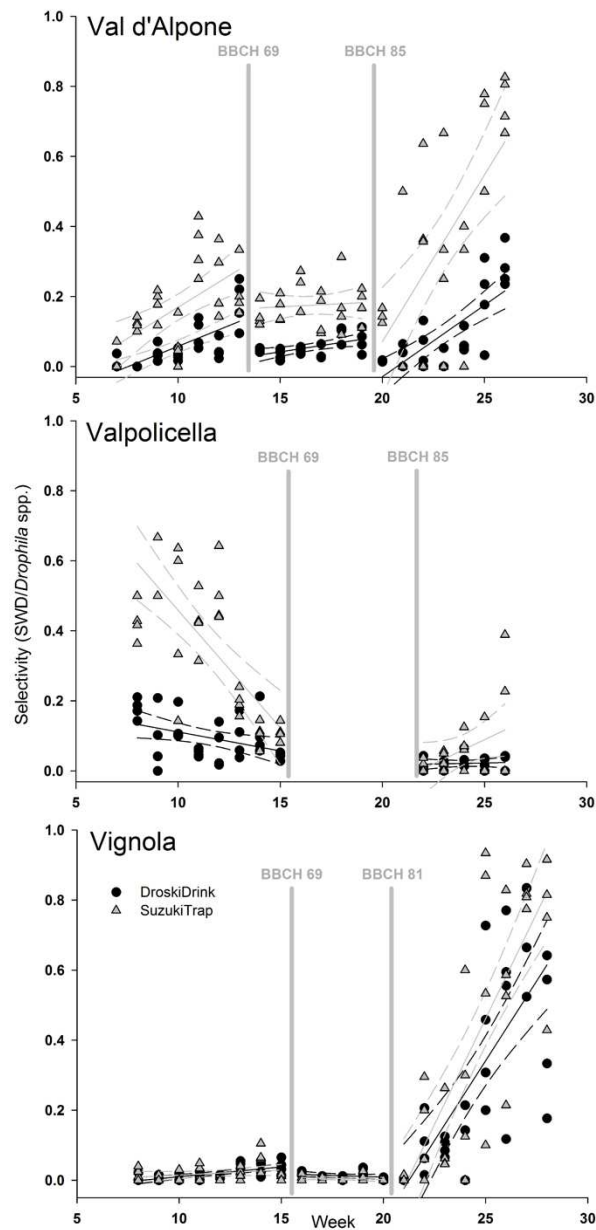 Val d'Alpone
BBCH 69
BBCH 85
1.0
0.8
0.6
0.4
0.2
0.0
5 10 15 20 25 30
Valpolicella
BBCH 69
BBCH 85
1.0
0.8
0.6
0.4
0.2
0.0
5 10 15 20 25 30
Selectivity (SWD/Drophila spp.)
Vignola
BBCH 69
BBCH 81
DroskiDrink
SuzukiTrap
1.0
0.8
0.6
0.4
0.2
0.0
5 10 15 20 25 30
Week